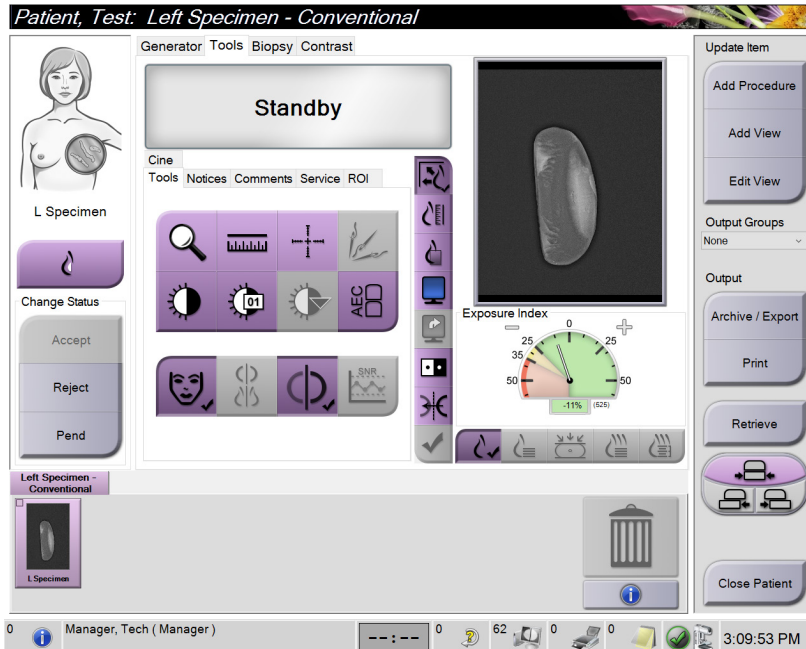 Patient, Test:  Left Specimen - Conventional
Generator Tools Biopsy Contrast
Standby
Cine
Tools Notices Comments Service ROI
01
AEC
SNR
L Specimen
Change Status
Accept
Reject
Pend
Exposure Index
0
25 25
35
50 50
-11% (525)
Update Item
Add Procedure
Add View
Edit View
Output Groups
None
Output
Archive / Export
Print
Retrieve
Close Patient
Left Specimen -
Conventional
L Specimen
0 Manager, Tech ( Manager ) --:-- 0 62 0 0 3:09:53 PM